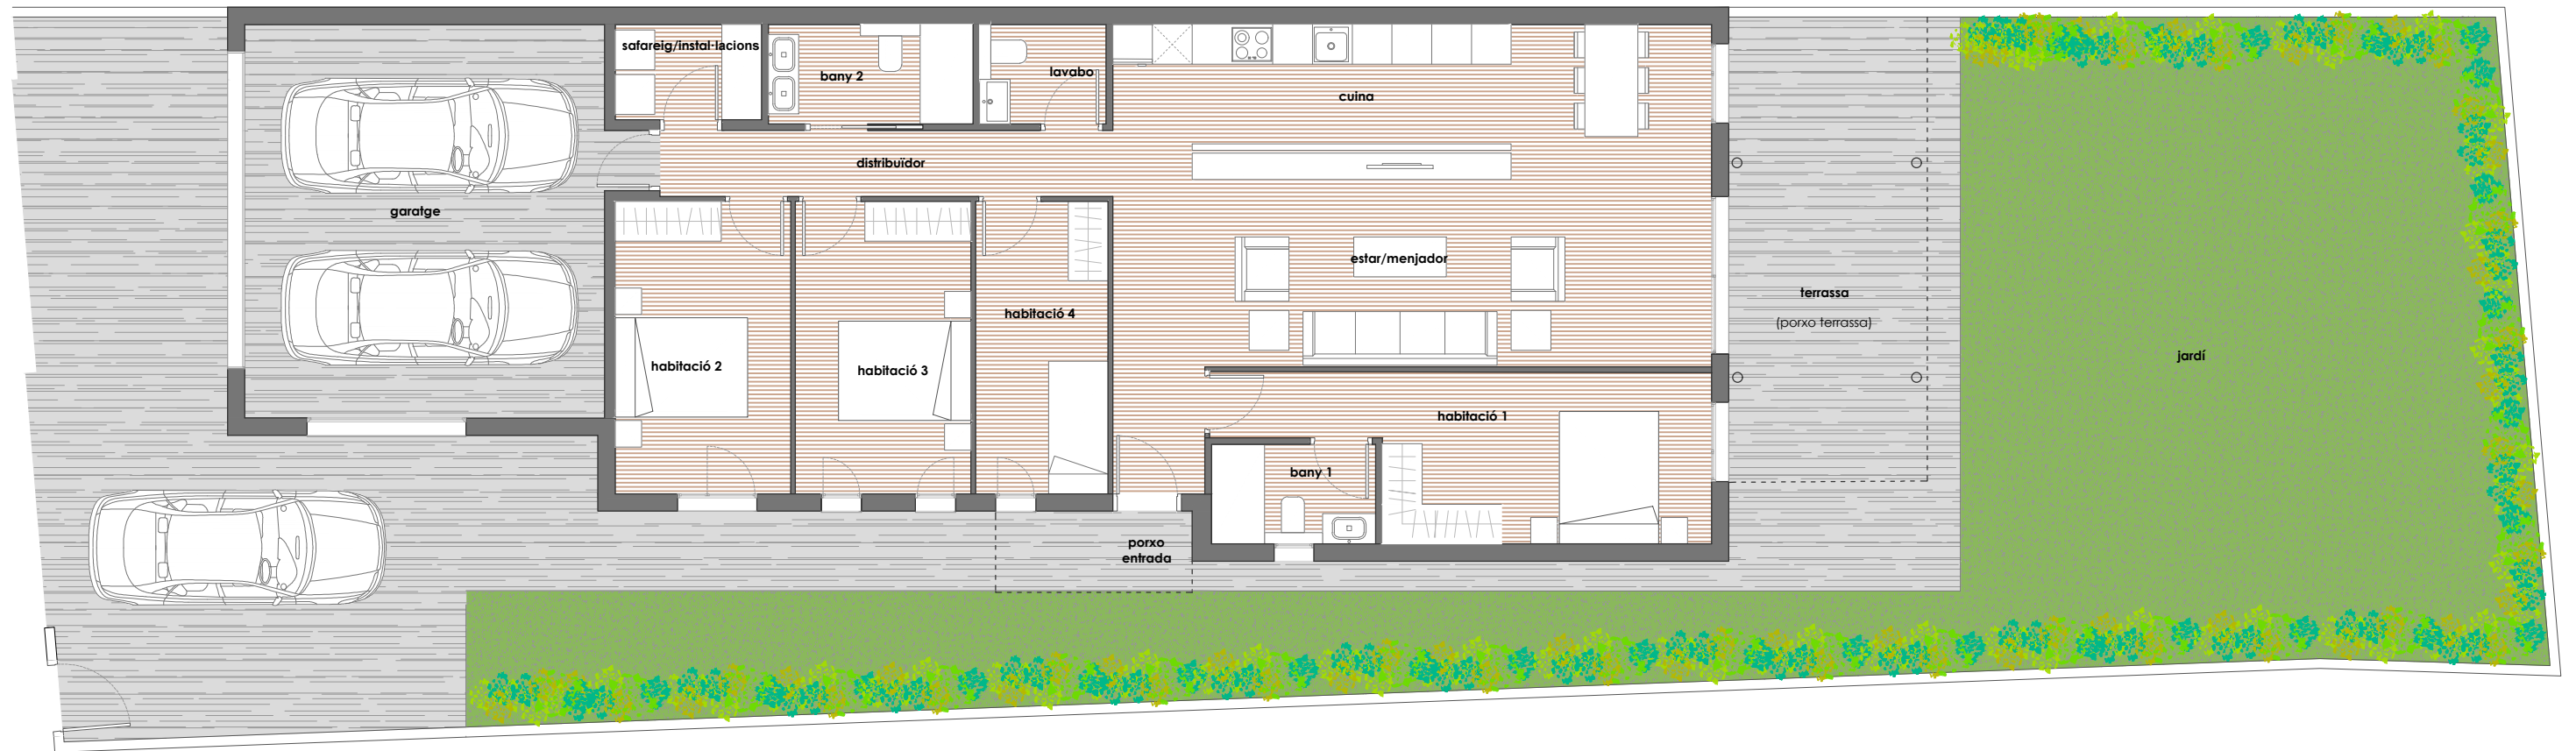 safareig/instal·lacions
bany 2
lavabo
cuina
distribuïdor
garatge
estar/menjador
terrassa
(porxo terrassa)
habitació 4
jardí
habitació 2
habitació 3
habitació 1
bany 1
porxo
entrada